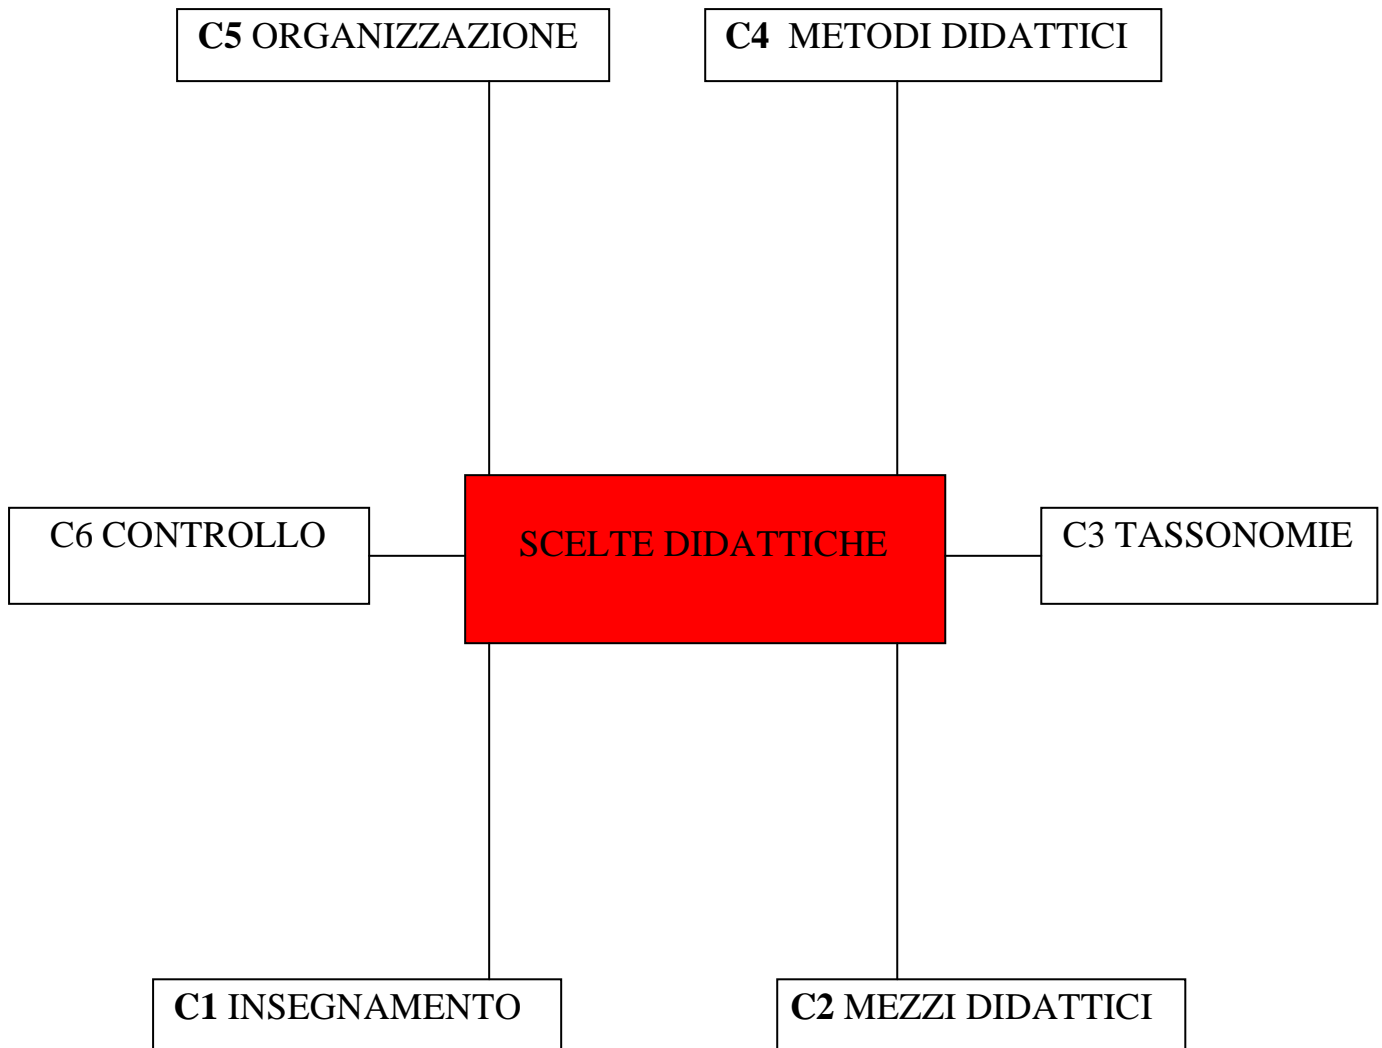 C5 ORGANIZZAZIONE
C4 METODI DIDATTICI
C6 CONTROLLO
SCELTE DIDATTICHE
C3 TASSONOMIE
C1 INSEGNAMENTO
C2 MEZZI DIDATTICI